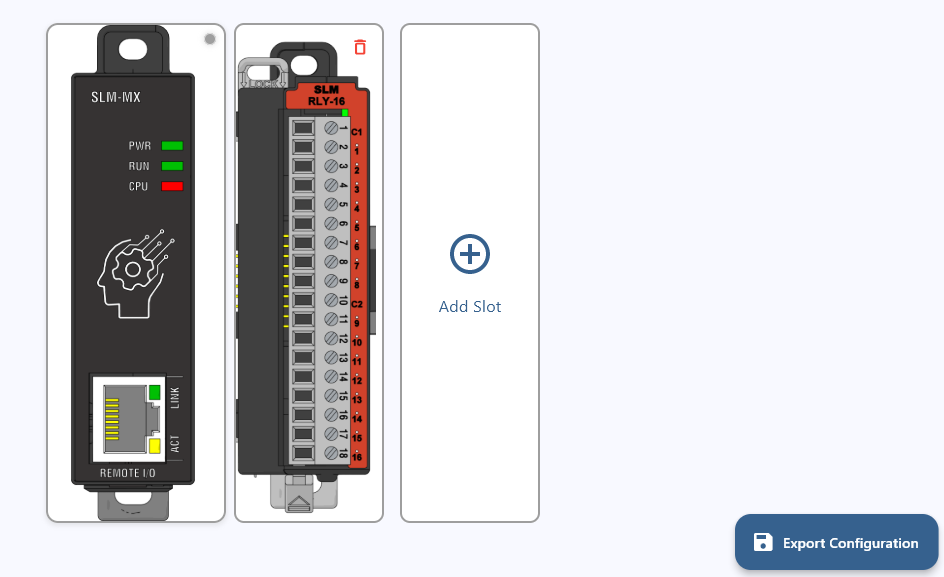 SLM-MX
PWR
RUN
CPU
LINK
ACT
REMOTE I/O
LOCK
SLM
RLY-16
1 C1
2 1
3 2
4 3
5 4
6 5
7 6
8 7
9 8
10 C2
11 9
12 10
13 11
14 12
15 13
16 14
17 15
18 16
Add Slot
Export Configuration